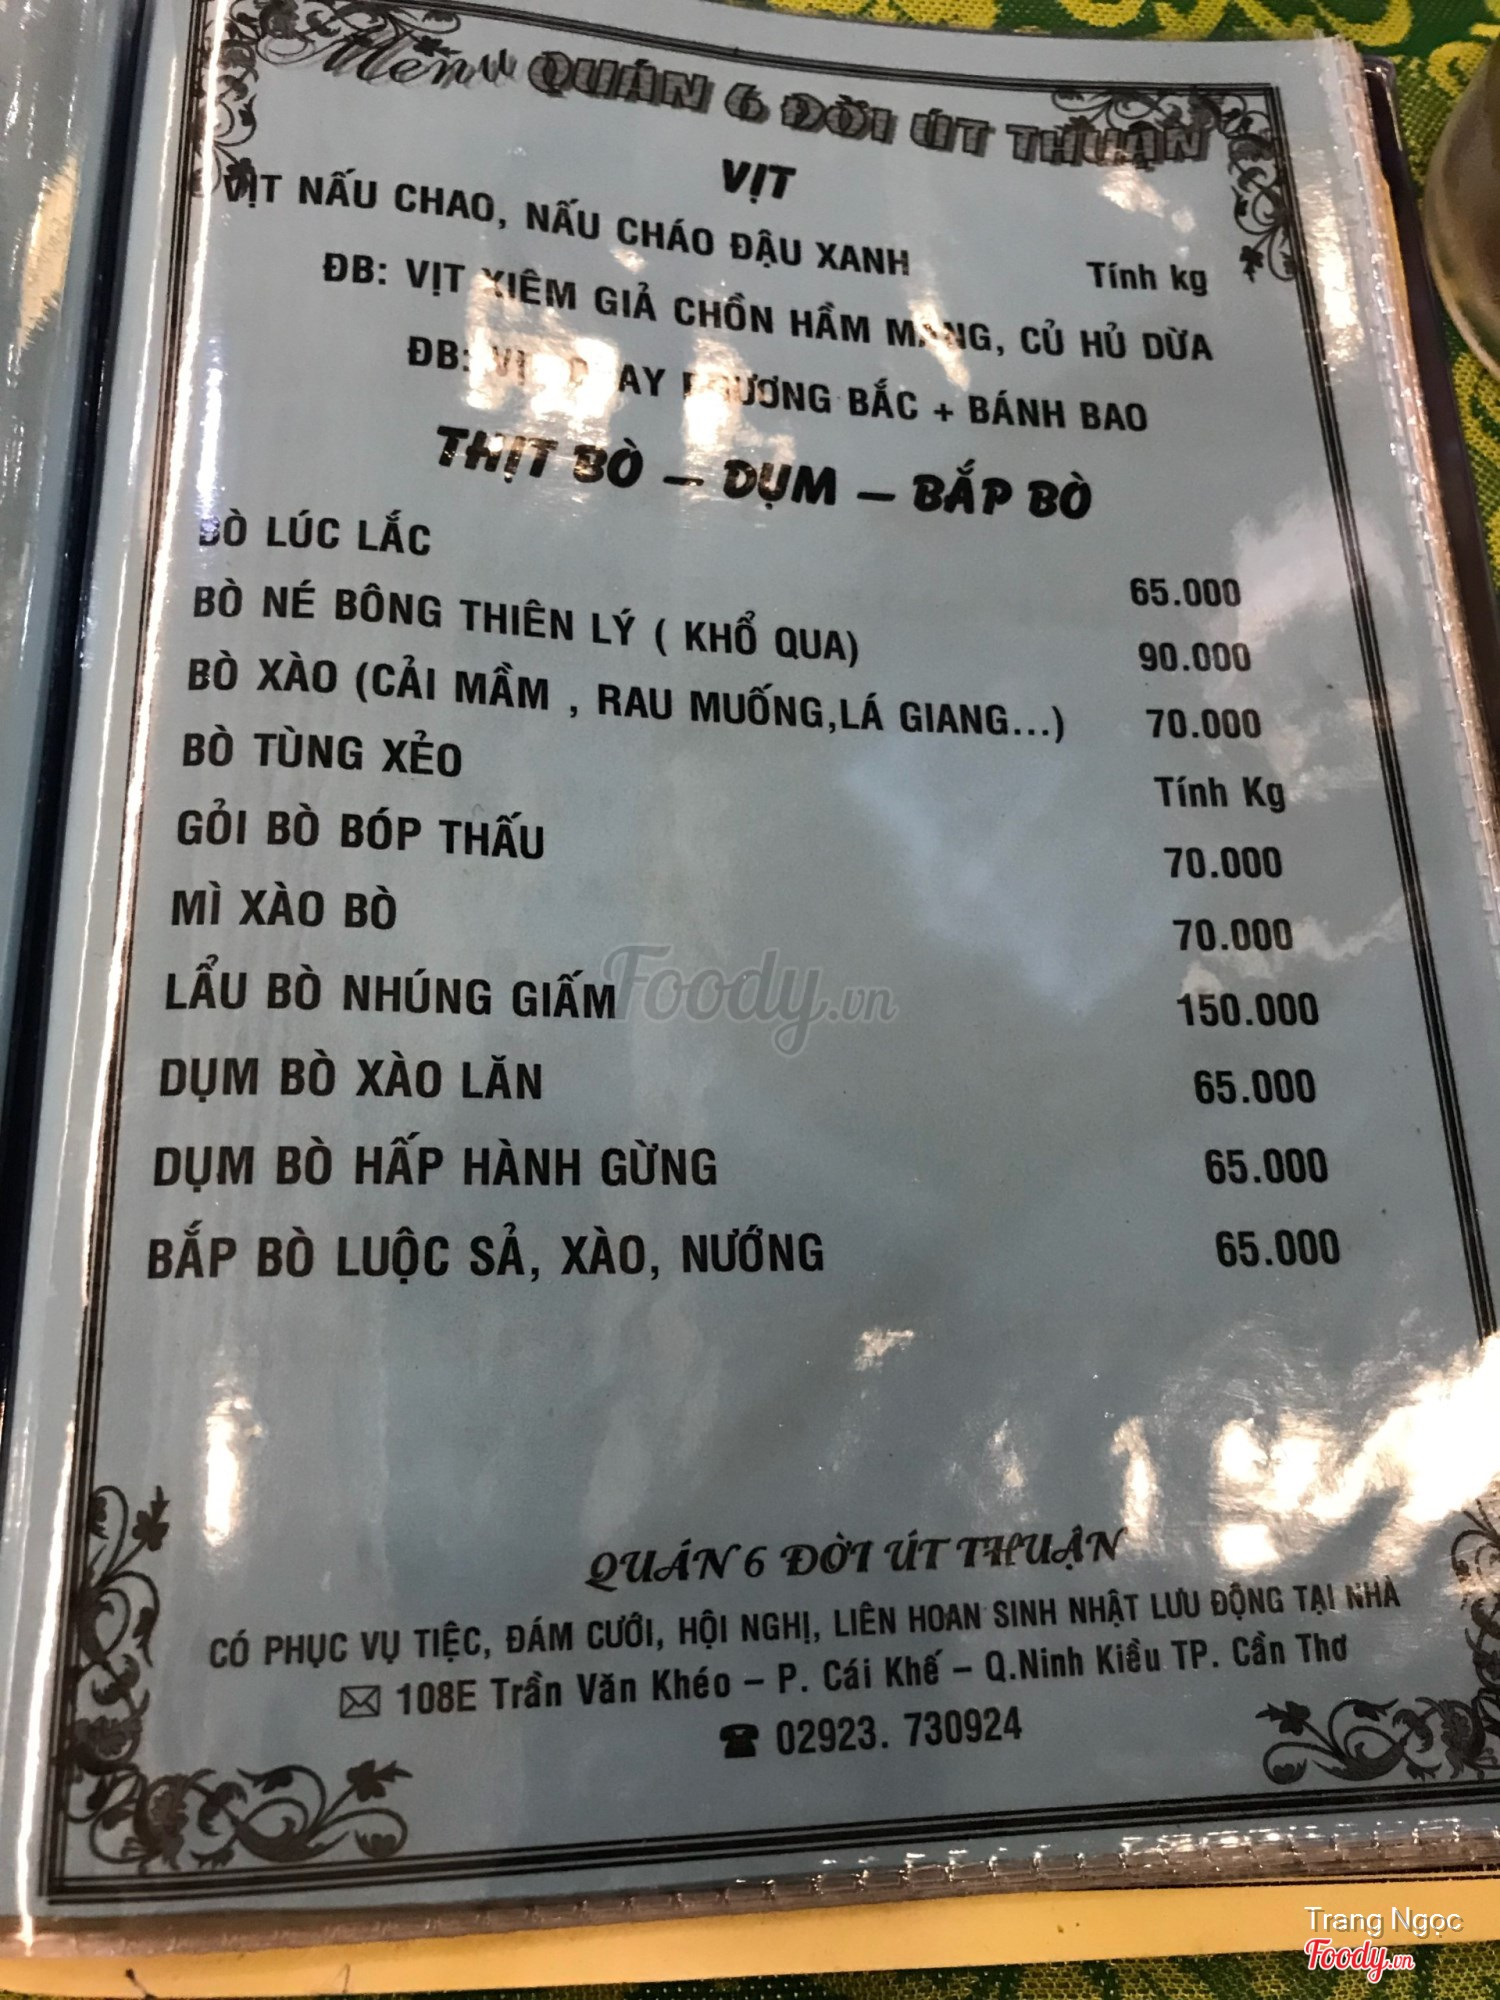 Menu QUÁN 6 ĐỜI ÚT THUẬN
VỊT
VỊT NẤU CHAO, NẤU CHÁO ĐẬU XANH Tính kg
ĐB: VỊT XIÊM GIẢ CHỒN HẦM MĂNG, CỦ HỦ DỪA
ĐB: VỊT QUAY PHƯƠNG BẮC + BÁNH BAO
THỊT BÒ – DỤM – BẮP BÒ
BÒ LÚC LẮC 65.000
BÒ NÉ BÔNG THIÊN LÝ ( KHỔ QUA) 90.000
BÒ XÀO (CẢI MẦM , RAU MUỐNG,LÁ GIANG...) 70.000
BÒ TÙNG XẺO Tính Kg
GỎI BÒ BÓP THẤU 70.000
MÌ XÀO BÒ 70.000
LẨU BÒ NHÚNG GIẤM 150.000
DỤM BÒ XÀO LĂN 65.000
DỤM BÒ HẤP HÀNH GỪNG 65.000
BẮP BÒ LUỘC SẢ, XÀO, NƯỚNG 65.000
Foody.vn
QUÁN 6 ĐỜI ÚT THUẬN
CÓ PHỤC VỤ TIỆC, ĐÁM CƯỚI, HỘI NGHỊ, LIÊN HOAN SINH NHẬT LƯU ĐỘNG TẠI NHÀ
108E Trần Văn Khéo – P. Cái Khế – Q.Ninh Kiều TP. Cần Thơ
02923. 730924
Trang Ngọc
Foody.vn